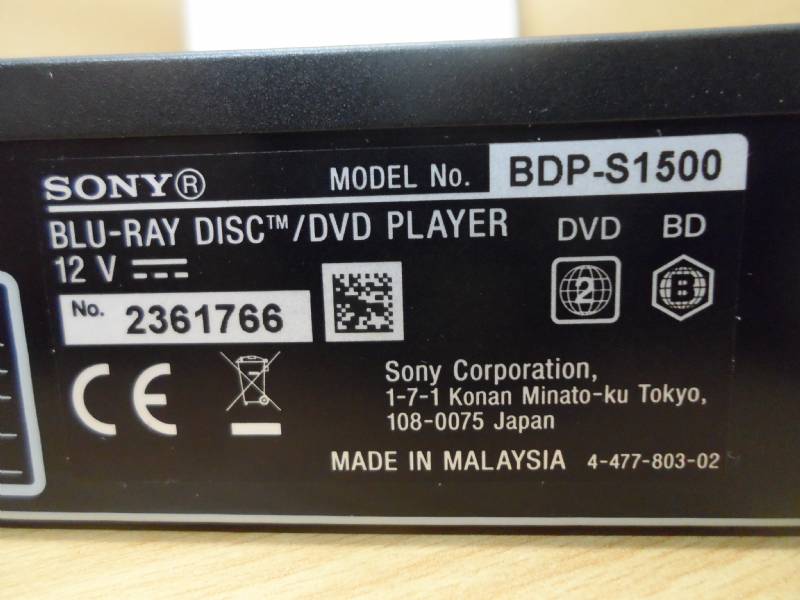 SONY®
MODEL No. BDP-S1500
BLU-RAY DISC™/DVD PLAYER
DVD BD
12 V
2 B
No. 2361766
CE
Sony Corporation,
1-7-1 Konan Minato-ku Tokyo,
108-0075 Japan
MADE IN MALAYSIA 4-477-803-02